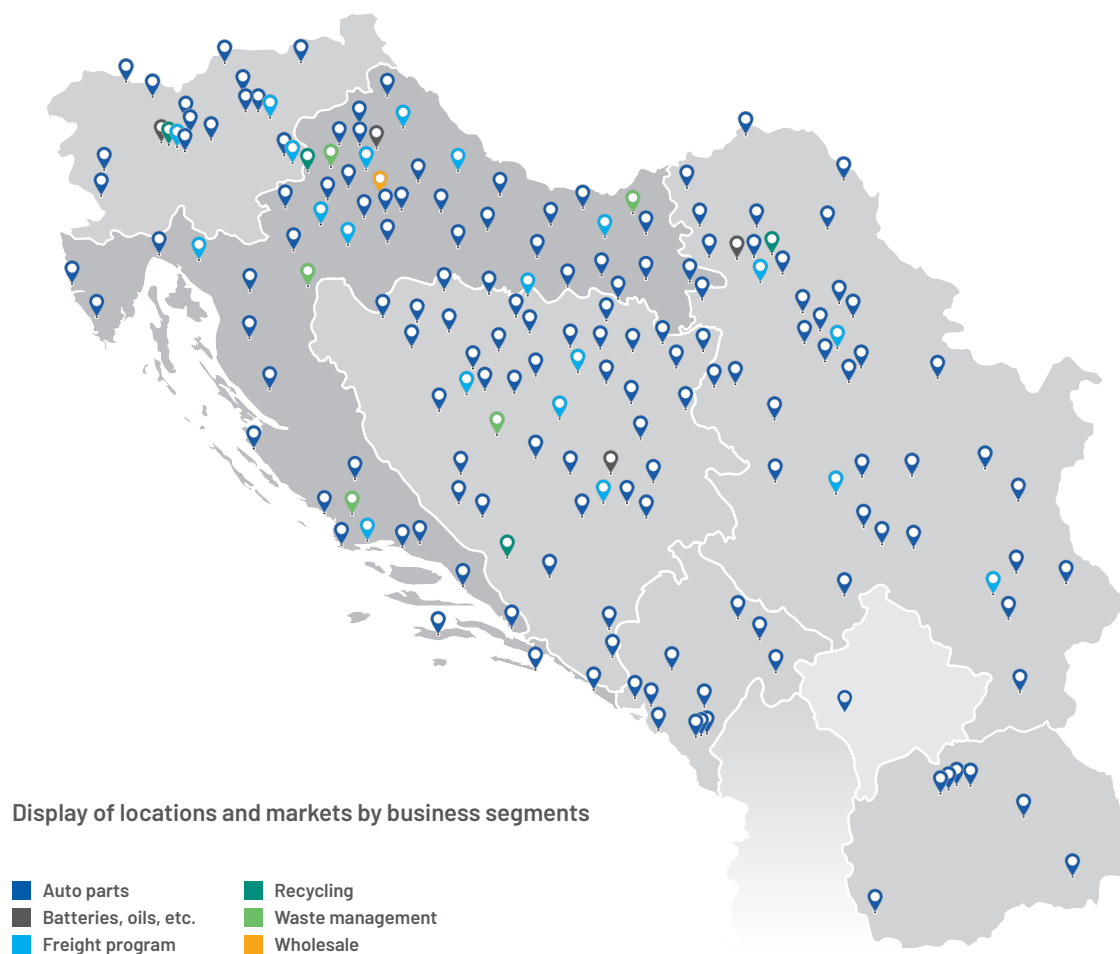 Display of locations and markets by business segments
Auto parts
Batteries, oils, etc.
Freight program
Recycling
Waste management
Wholesale